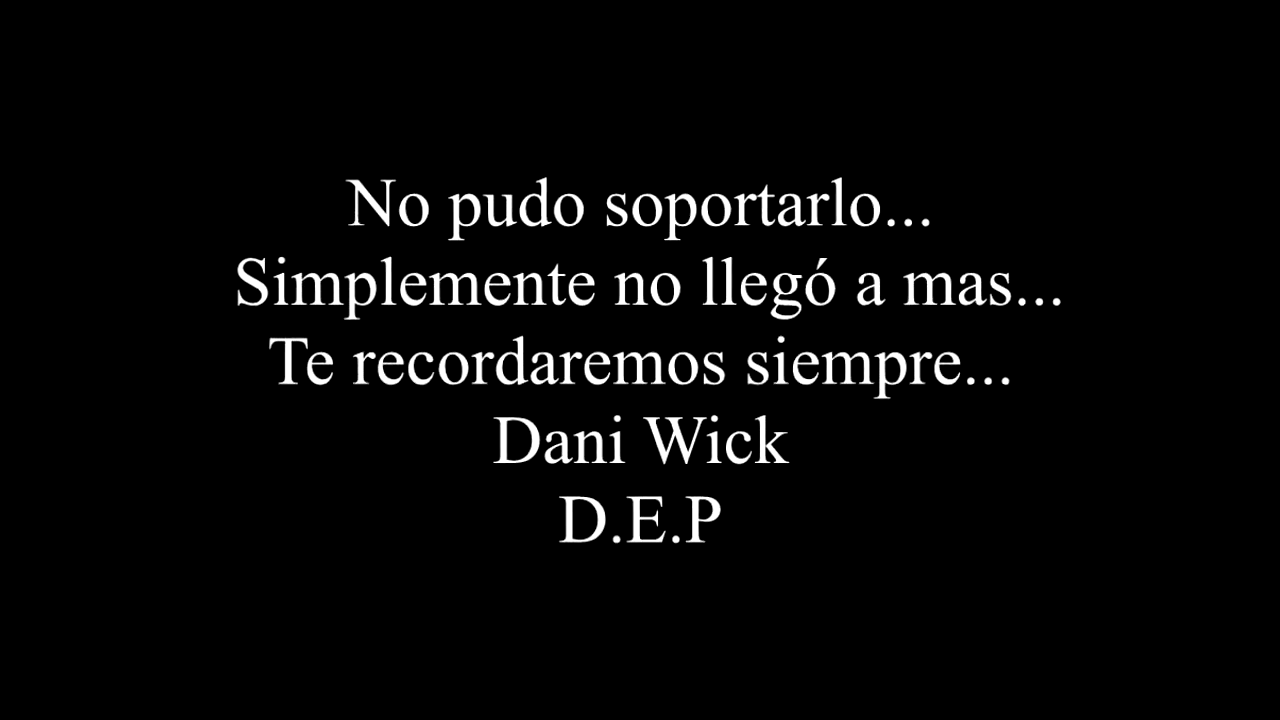 No pudo soportarlo...
Simplemente no llegó a mas...
Te recordaremos siempre...
Dani Wick
D.E.P